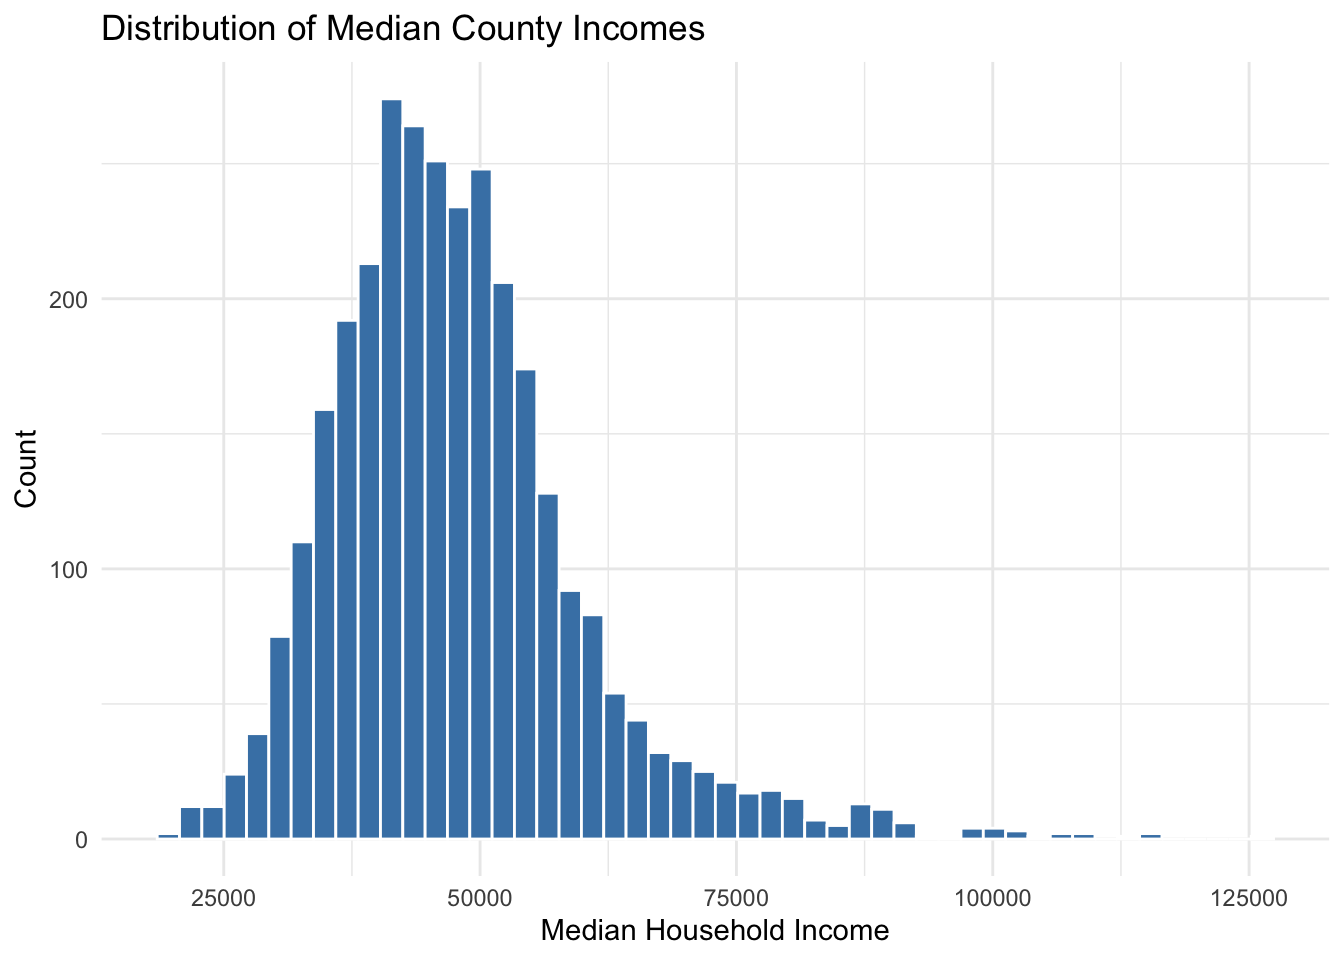 Distribution of Median County Incomes
200
100
0
Count
25000 50000 75000 100000 125000
Median Household Income